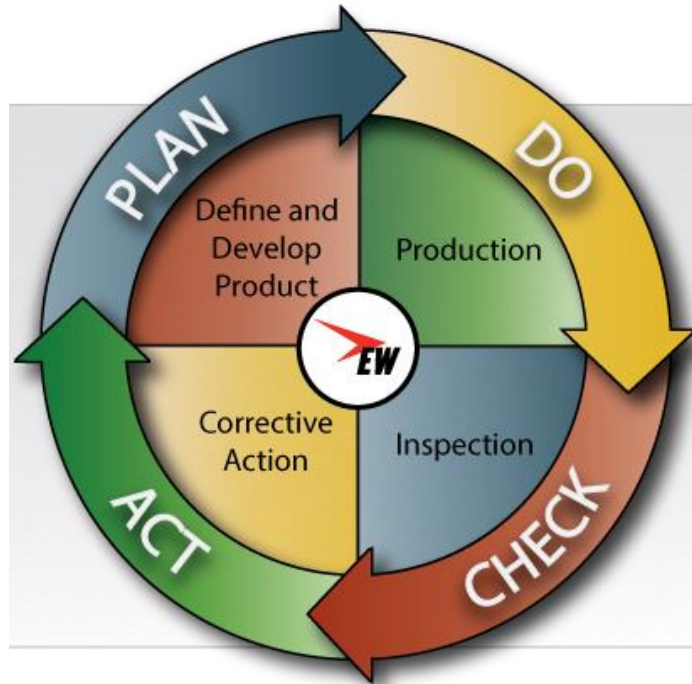 PLAN
DO
Define and
Develop
Product
Production
EW
Corrective
Action
Inspection
ACT
CHECK